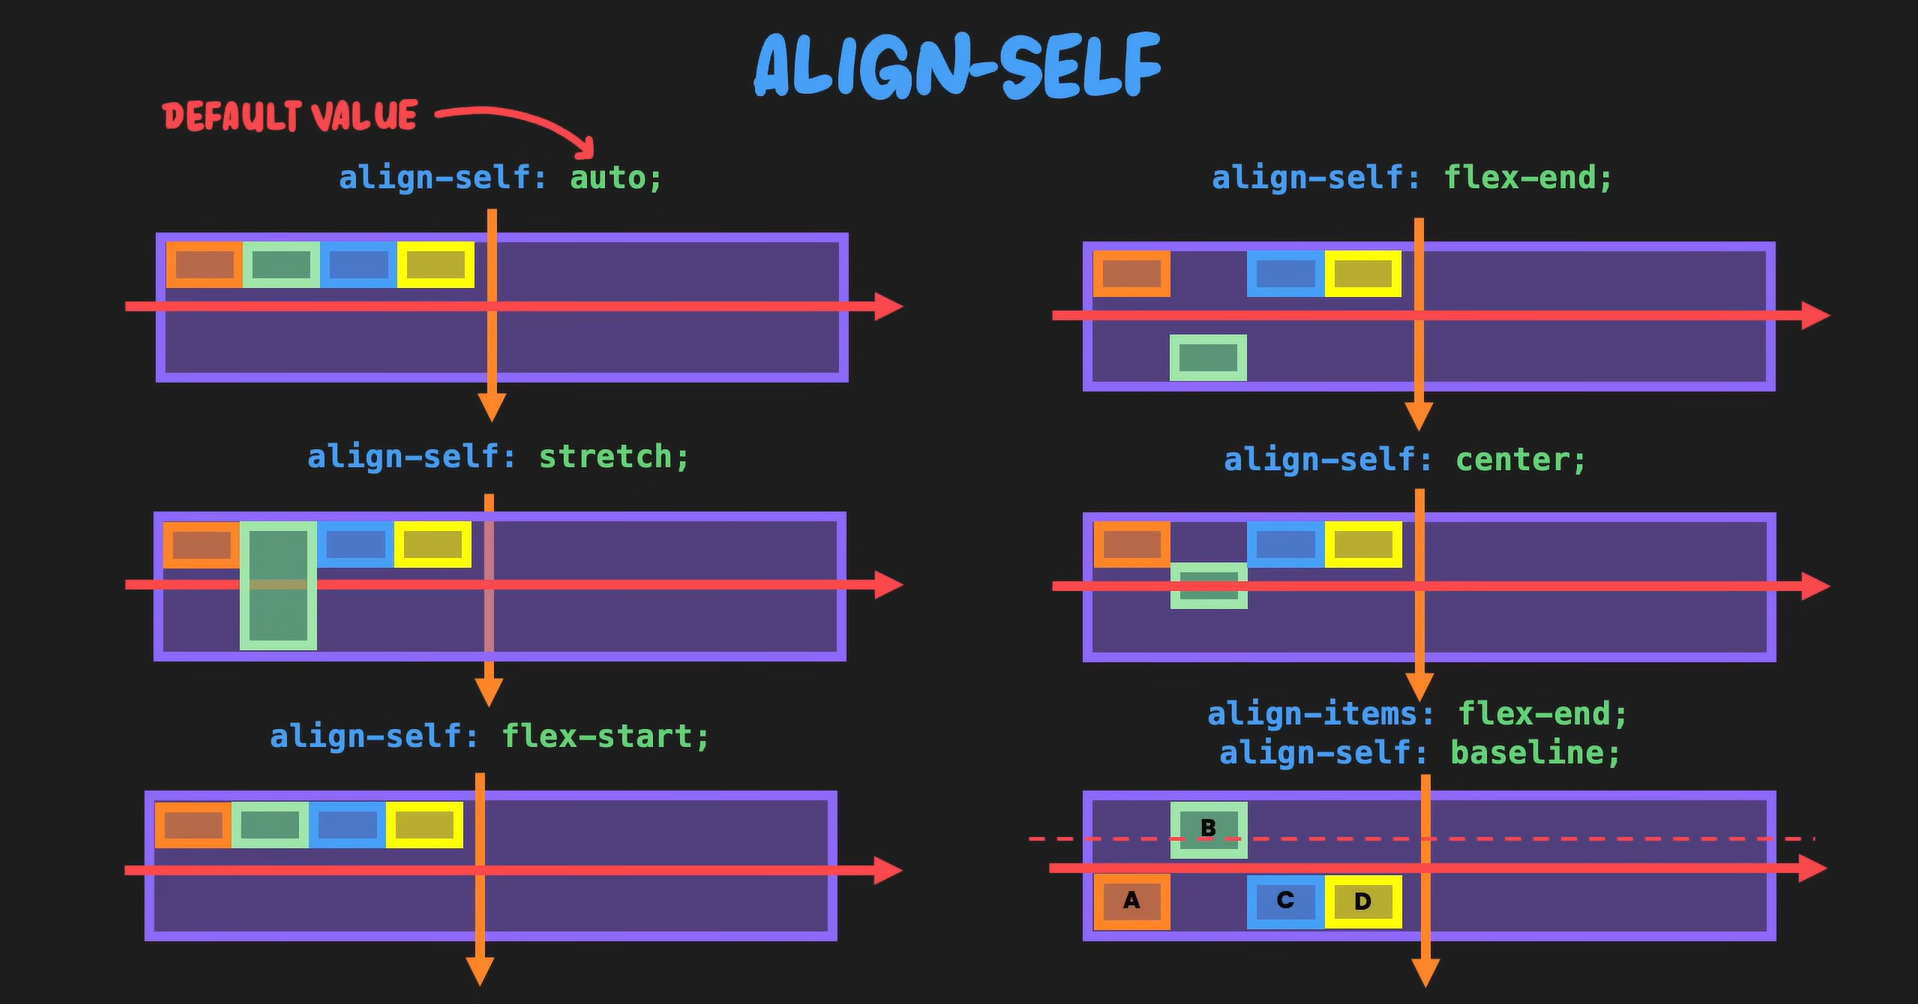 ALIGN-SELF
DEFAULT VALUE
align-self: auto;
align-self: flex-end;
align-self: stretch;
align-self: center;
align-self: flex-start;
align-items: flex-end;
align-self: baseline;
B
A
C
D